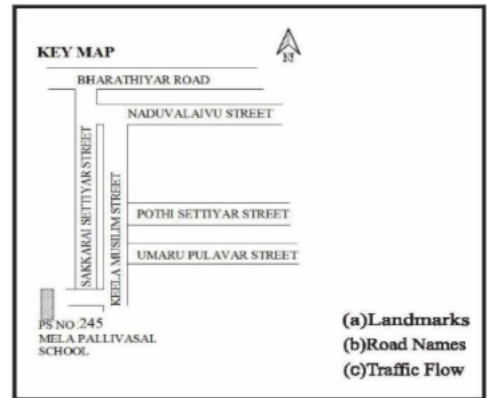 KEY MAP
N
BHARATHIYAR ROAD
NADUVALAIVU STREET
SAKKARAI SETTIYAR STREET
KEELA MUSILIM STREET
POTHI SETTIYAR STREET
UMARU PULAVAR STREET
PS NO:245
MELA PALLIVASAL
SCHOOL
(a)Landmarks
(b)Road Names
(c)Traffic Flow